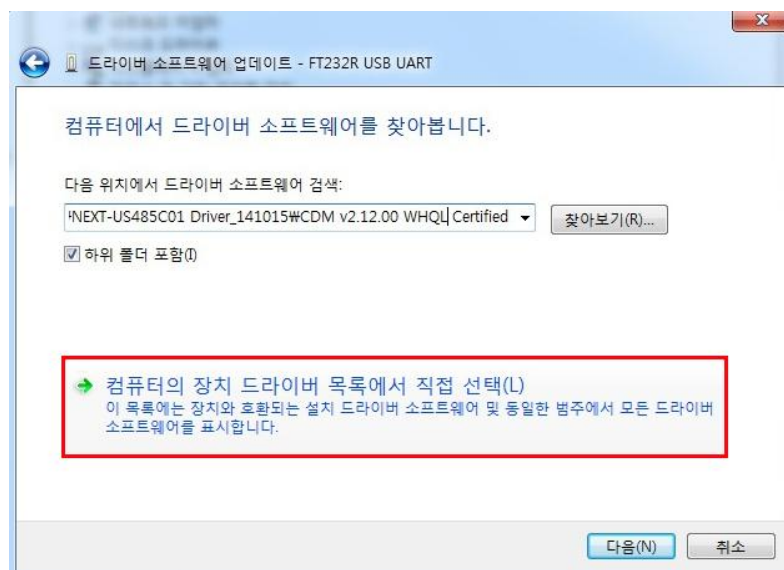 드라이버 소프트웨어 업데이트 - FT232R USB UART
컴퓨터에서 드라이버 소프트웨어를 찾아봅니다.
다음 위치에서 드라이버 소프트웨어 검색:
NEXT-US485C01 Driver_141015₩CDM v2.12.00 WHQL Certified
찾아보기(R)...
하위 폴더 포함(I)
컴퓨터의 장치 드라이버 목록에서 직접 선택(L)
이 목록에는 장치와 호환되는 설치 드라이버 소프트웨어 및 동일한 범주에서 모든 드라이버
소프트웨어를 표시합니다.
다음(N)
취소